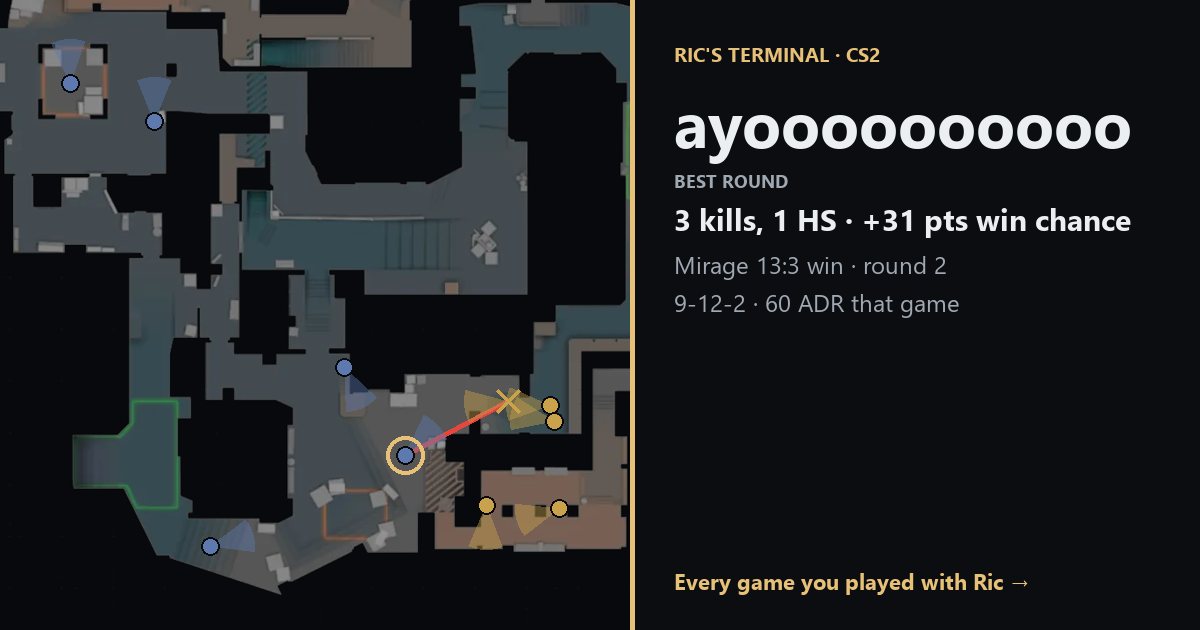 RIC'S TERMINAL · CS2
ayooooooooooo
BEST ROUND
3 kills, 1 HS · +31 pts win chance
Mirage 13:3 win · round 2
9-12-2 · 60 ADR that game
Every game you played with Ric →